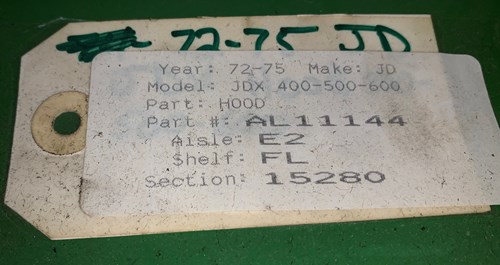 72-75 JD
Year: 72-75 Make: JD
Model: JDX 400-500-600
Part: HOOD
Part #: AL11144
Aisle: E2
Shelf: FL
Section: 15280